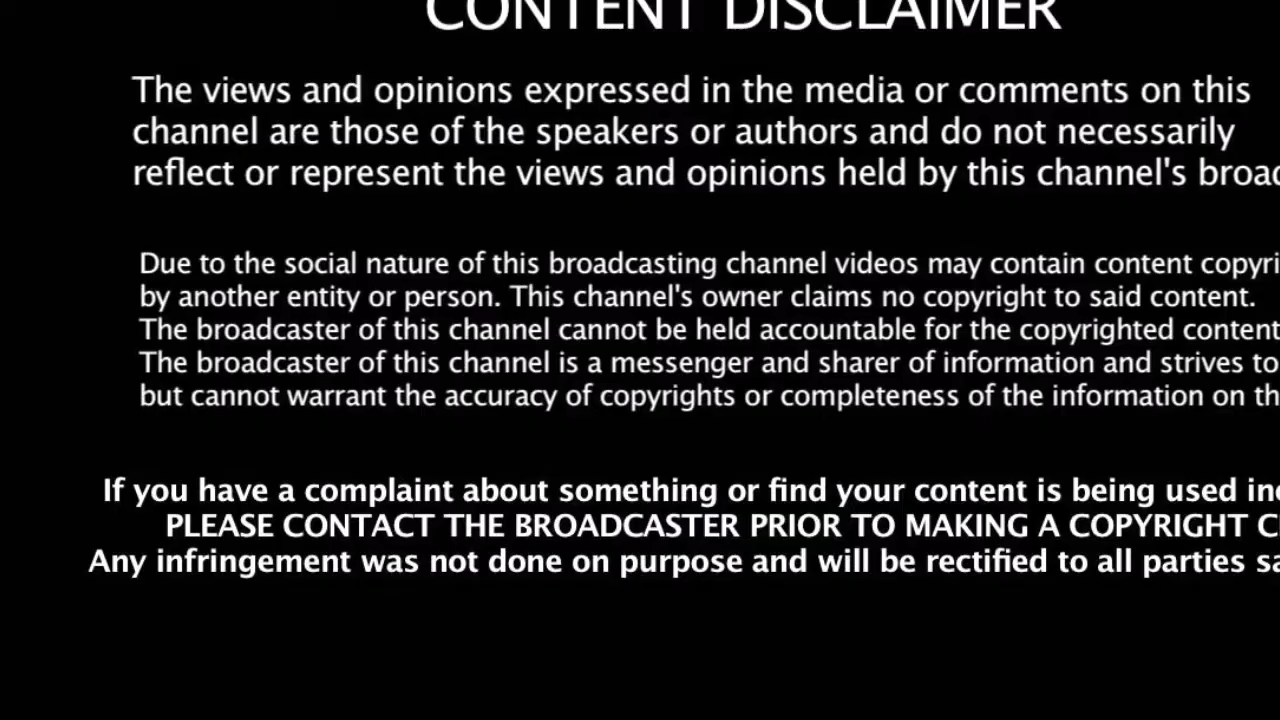 CONTENT DISCLAIMER
The views and opinions expressed in the media or comments on this
channel are those of the speakers or authors and do not necessarily
reflect or represent the views and opinions held by this channel's
Due to the social nature of this broadcasting channel videos may contain content
by another entity or person. This channel's owner claims no copyright to said content.
The broadcaster of this channel cannot be held accountable for the copyrighted content
The broadcaster of this channel is a messenger and sharer of information and strives to
but cannot warrant the accuracy of copyrights or completeness of the information on
If you have a complaint about something or find your content is being used
PLEASE CONTACT THE BROADCASTER PRIOR TO MAKING A COPYRIGHT
Any infringement was not done on purpose and will be rectified to all parties